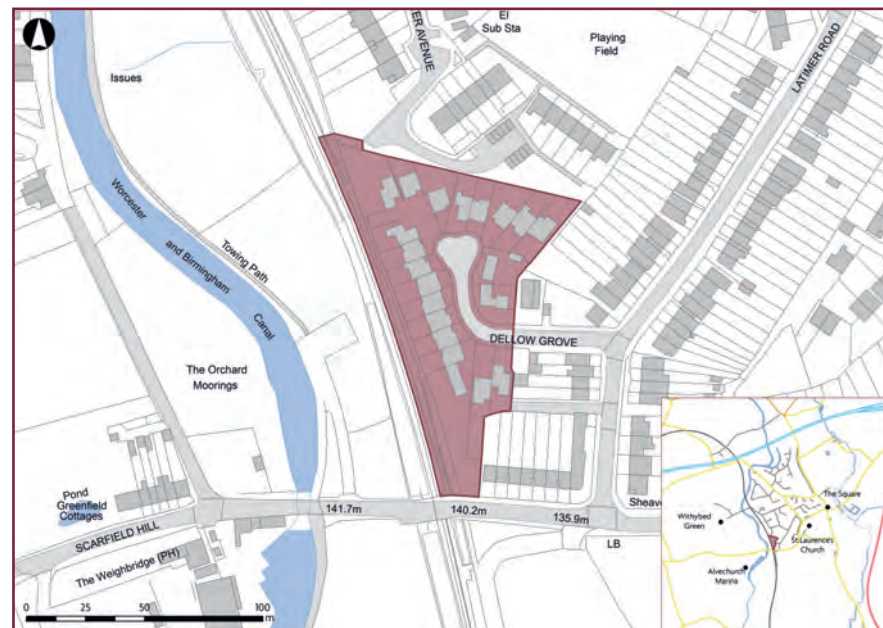 El
Sub Sta
Playing
Field
LATIMER ROAD
ER AVENUE
Issues
Worcester
and Birmingham
Canal
Towing Path
DELLOW GROVE
The Orchard
Moorings
Pond
Greenfield
Cottages
141.7m
140.2m
135.9m
Sheav
LB
SCARFIELD HILL
The Weighbridge (PH)
0
25
50
100
m
The Square
Withybed
Green
St Laurence's
Church
Alvechurch
Marina